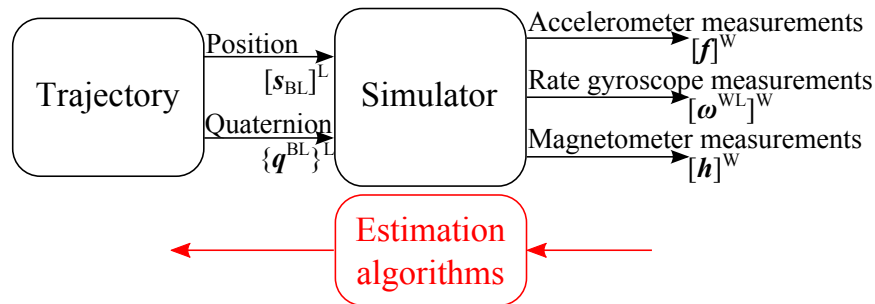 Trajectory
Position
[s_BL]^L
Quaternion
{q^BL}^L
Simulator
Accelerometer measurements
[f]^W
Rate gyroscope measurements
[ω^WL]^W
Magnetometer measurements
[h]^W
Estimation
algorithms